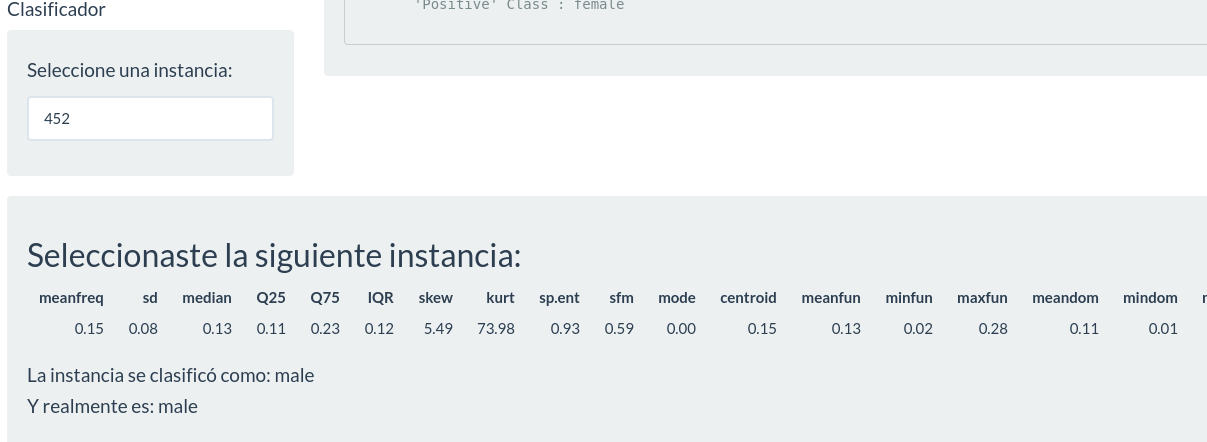 Clasificador
'Positive' Class : female
Seleccione una instancia:
452
Seleccionaste la siguiente instancia:
meanfreq sd median Q25 Q75 IQR skew kurt sp.ent sfm mode centroid meanfun minfun maxfun meandom mindom
0.15 0.08 0.13 0.11 0.23 0.12 5.49 73.98 0.93 0.59 0.00 0.15 0.13 0.02 0.28 0.11 0.01
La instancia se clasificó como: male
Y realmente es: male